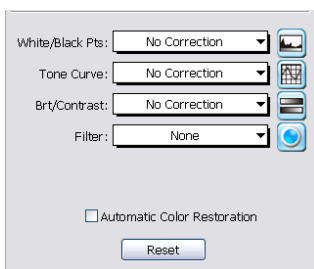 White/Black Pts: No Correction
Tone Curve: No Correction
Brt/Contrast: No Correction
Filter: None
Automatic Color Restoration
Reset